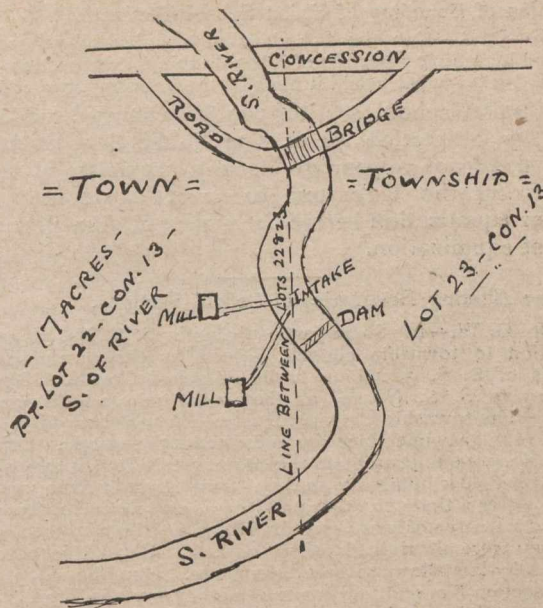 S. RIVER
CONCESSION
ROAD
BRIDGE
= TOWN =
= TOWNSHIP =
- 17 ACRES -
PT. LOT 22 - CON. 13 -
S. OF RIVER
LOT 23 - CON. 13
LINE BETWEEN LOTS 22&23
INTAKE
MILL
DAM
MILL
S. RIVER